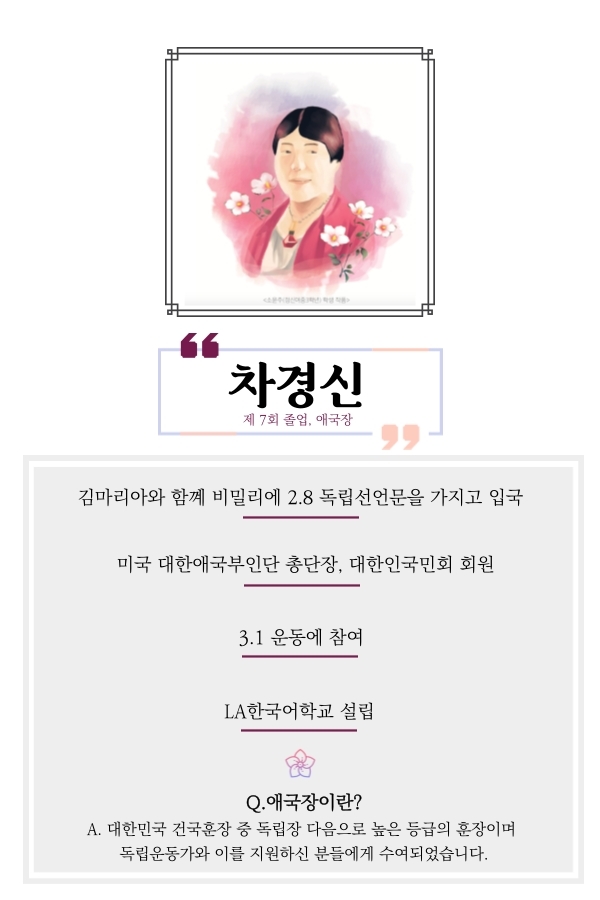 <소윤주(정신여중3학년) 학생 작품>
차경신
제 7회 졸업, 애국장
김마리아와 함꼐 비밀리에 2.8 독립선언문을 가지고 입국
미국 대한애국부인단 총단장, 대한인국민회 회원
3.1 운동에 참여
LA한국어학교 설립
Q.애국장이란?
A. 대한민국 건국훈장 중 독립장 다음으로 높은 등급의 훈장이며
독립운동가와 이를 지원하신 분들에게 수여되었습니다.